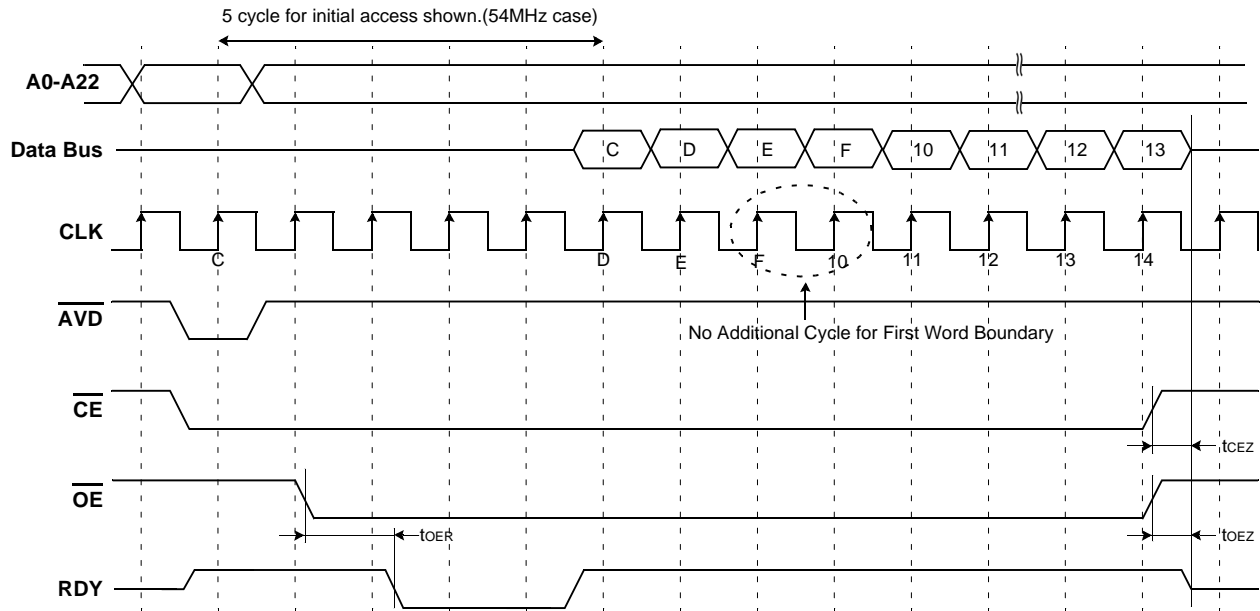 5 cycle for initial access shown.(54MHz case)
A0-A22
Data Bus
C D E F 10 11 12 13
CLK
C D E F 10 11 12 13 14
AVD
No Additional Cycle for First Word Boundary
CE
tCEZ
OE
tOER
tOEZ
RDY